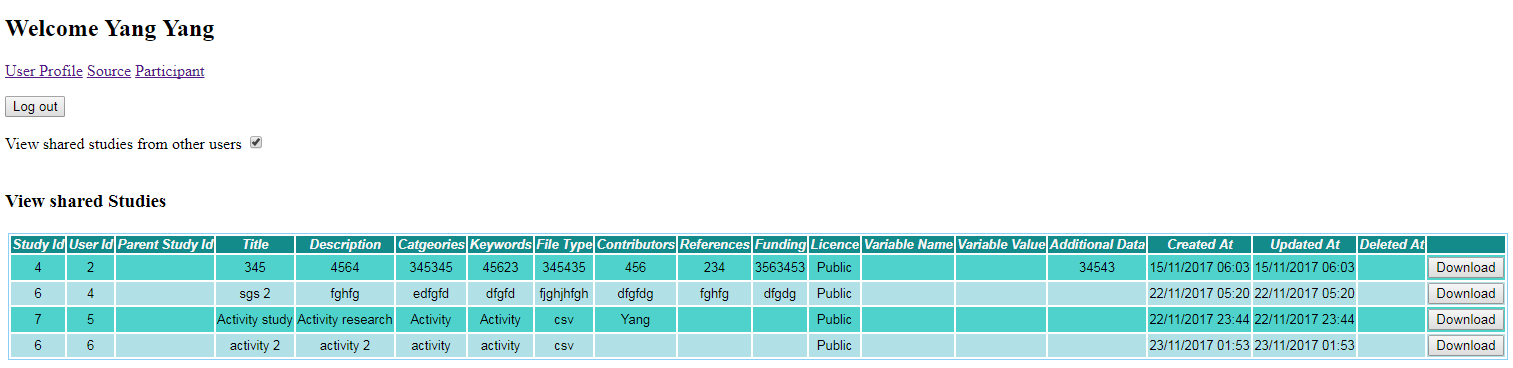 Welcome Yang Yang
User Profile Source Participant
Log out
View shared studies from other users
View shared Studies
Study Id User Id Parent Study Id Title Description Catgeories Keywords File Type Contributors References Funding Licence Variable Name Variable Value Additional Data Created At Updated At Deleted At
4 2 345 4564 345345 45623 345435 456 234 3563453 Public 34543 15/11/2017 06:03 15/11/2017 06:03 Download
6 4 sgs 2 fghfg edfgfd dfgfd fjghjhfgh dfgfdg fghfg dfgdg Public 22/11/2017 05:20 22/11/2017 05:20 Download
7 5 Activity study Activity research Activity Activity csv Yang Public 22/11/2017 23:44 22/11/2017 23:44 Download
6 6 activity 2 activity 2 activity activity csv Public 23/11/2017 01:53 23/11/2017 01:53 Download